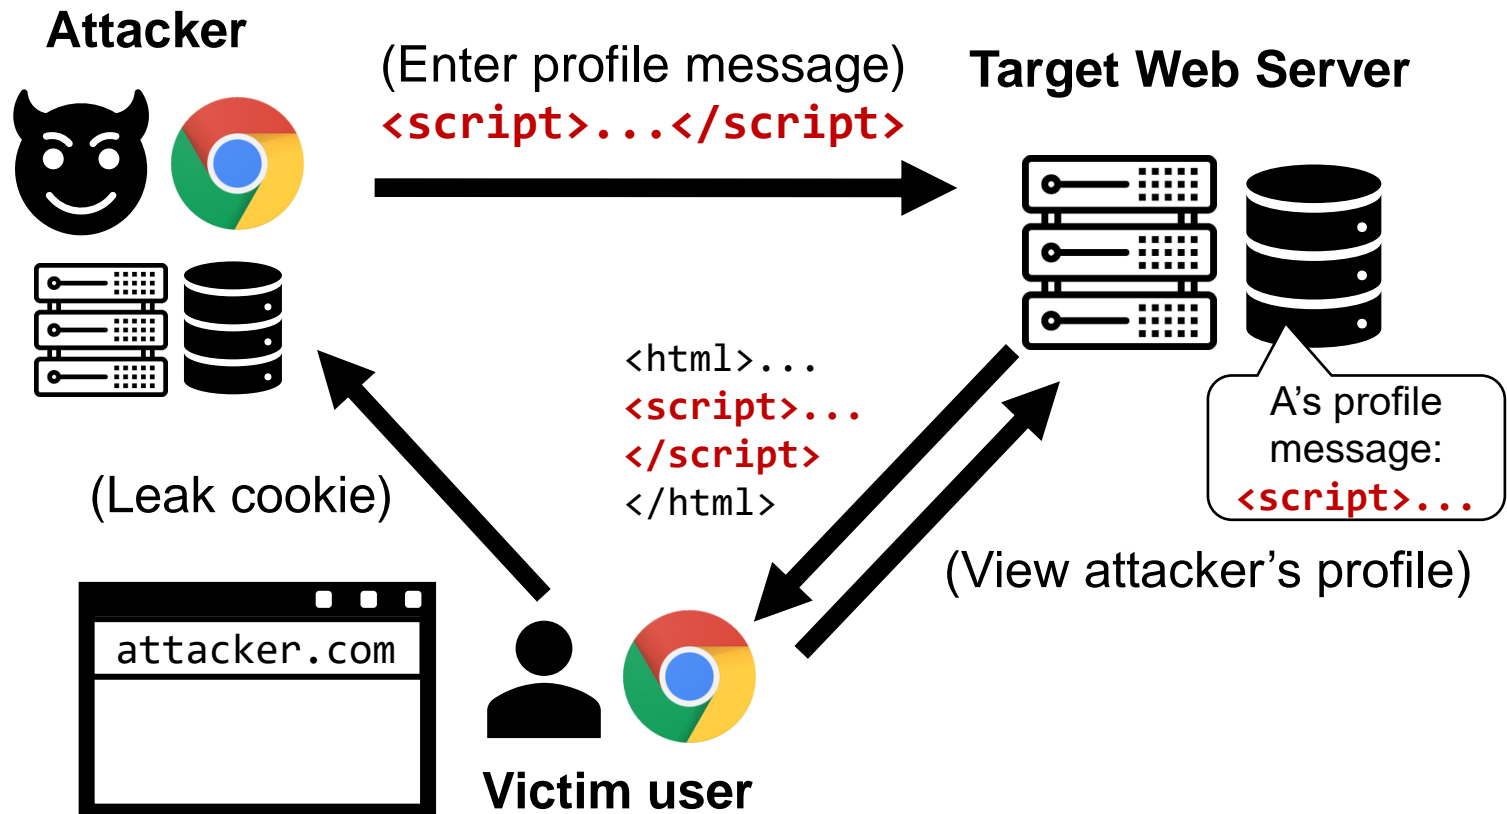 Attacker
(Enter profile message)
<script>...</script>
Target Web Server
<html>...
<script>...
</script>
</html>
A’s profile
message:
<script>...
(Leak cookie)
(View attacker’s profile)
attacker.com
Victim user